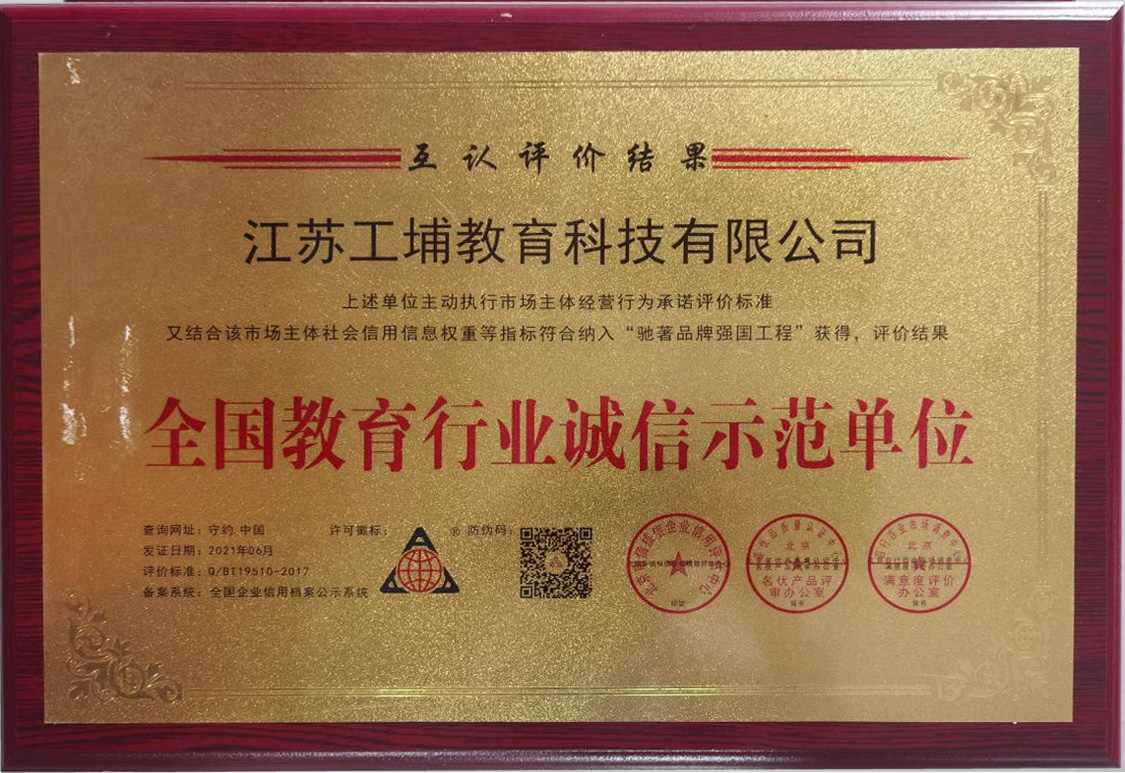 互认评价结果
江苏工埔教育科技有限公司
上述单位主动执行市场主体经营行为承诺评价标准
又结合该市场主体社会信用信息权重等指标符合纳入“驰著品牌强国工程”获得，评价结果
全国教育行业诚信示范单位
查询网址：守约.中国
许可徽标：
® 防伪码：
发证日期：2021年06月
评价标准：Q/BT19510-2017
备案系统：全国企业信用档案公示系统
北京
名优产品评
审办公室
北京
满意度评价
办公室